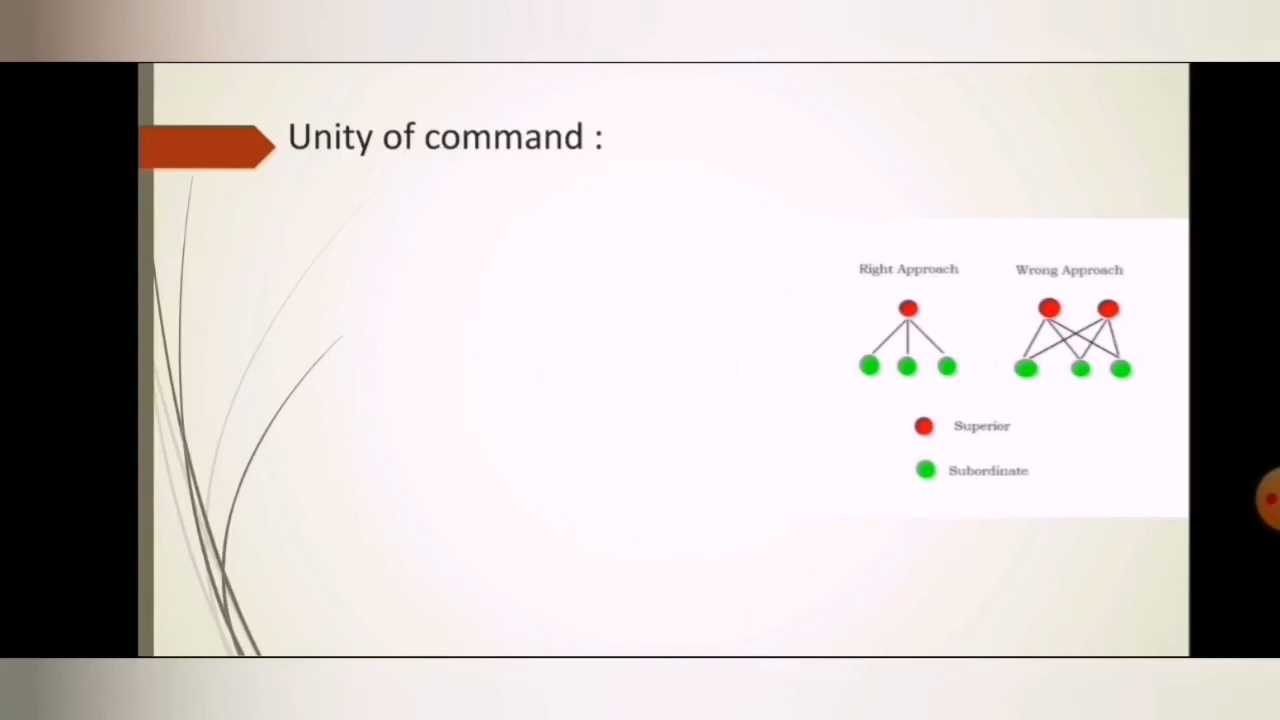 Unity of command :
Right Approach
Wrong Approach
Superior
Subordinate